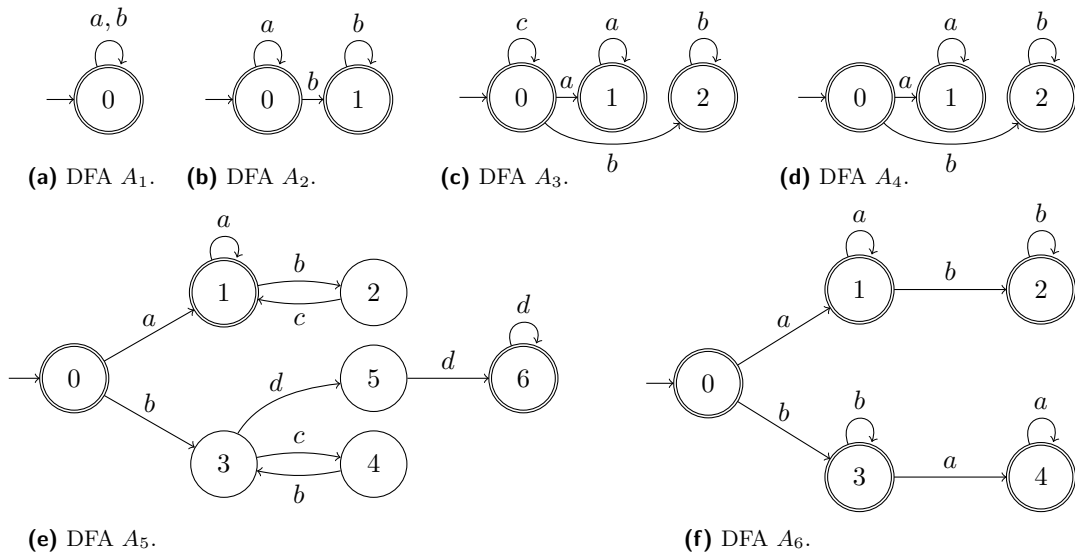 a, b
0
(a) DFA A₁.
a b
0 b 1
(b) DFA A₂.
c a b
0 a 1 2
b
(c) DFA A₃.
a b
0 a 1 2
b
(d) DFA A₄.
a
1 b 2
c
a
0
b
d
5 d 6
d
3 c 4
b
(e) DFA A₅.
a b
1 b 2
a
0
b
b a
3 a 4
(f) DFA A₆.